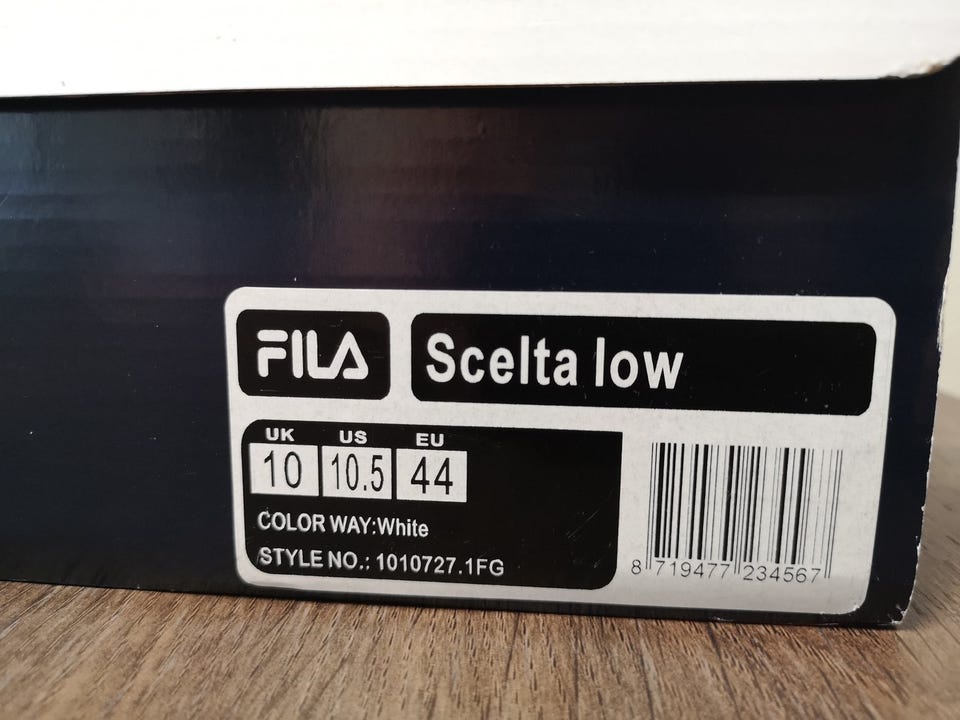 FILA
Scelta low
UK US EU
10 10.5 44
COLOR WAY:White
STYLE NO.: 1010727.1FG
8 719477 234567